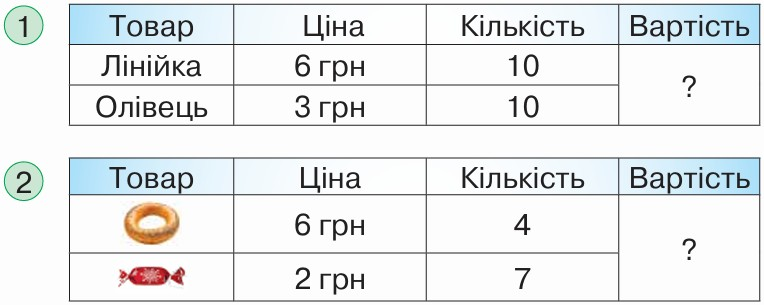 1
Товар Ціна Кількість Вартість
Лінійка 6 грн 10
?
Олівець 3 грн 10
2
Товар Ціна Кількість Вартість
6 грн 4
?
2 грн 7